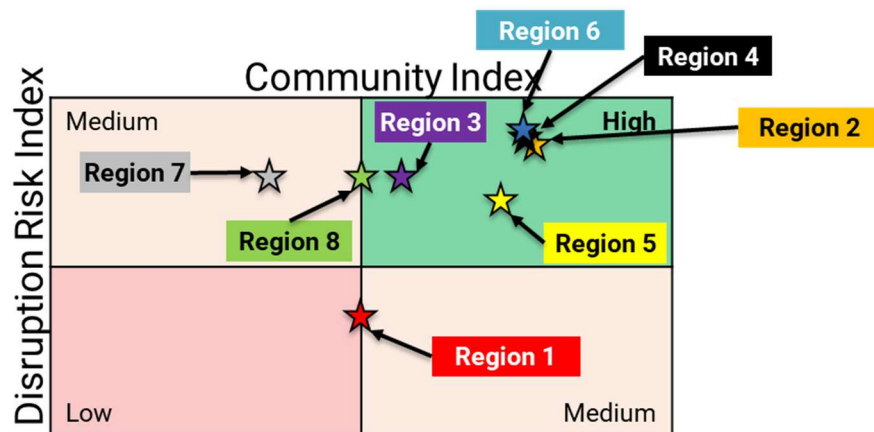 Region 6
Region 4
Community Index
Disruption Risk Index
Medium
Region 3
High
Region 2
Region 7
Region 8
Region 5
Region 1
Low
Medium